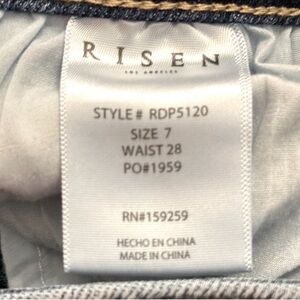 RISEN
LOS ANGELES
STYLE# RDP5120
SIZE 7
WAIST 28
PO#1959
RN#159259
HECHO EN CHINA
MADE IN CHINA